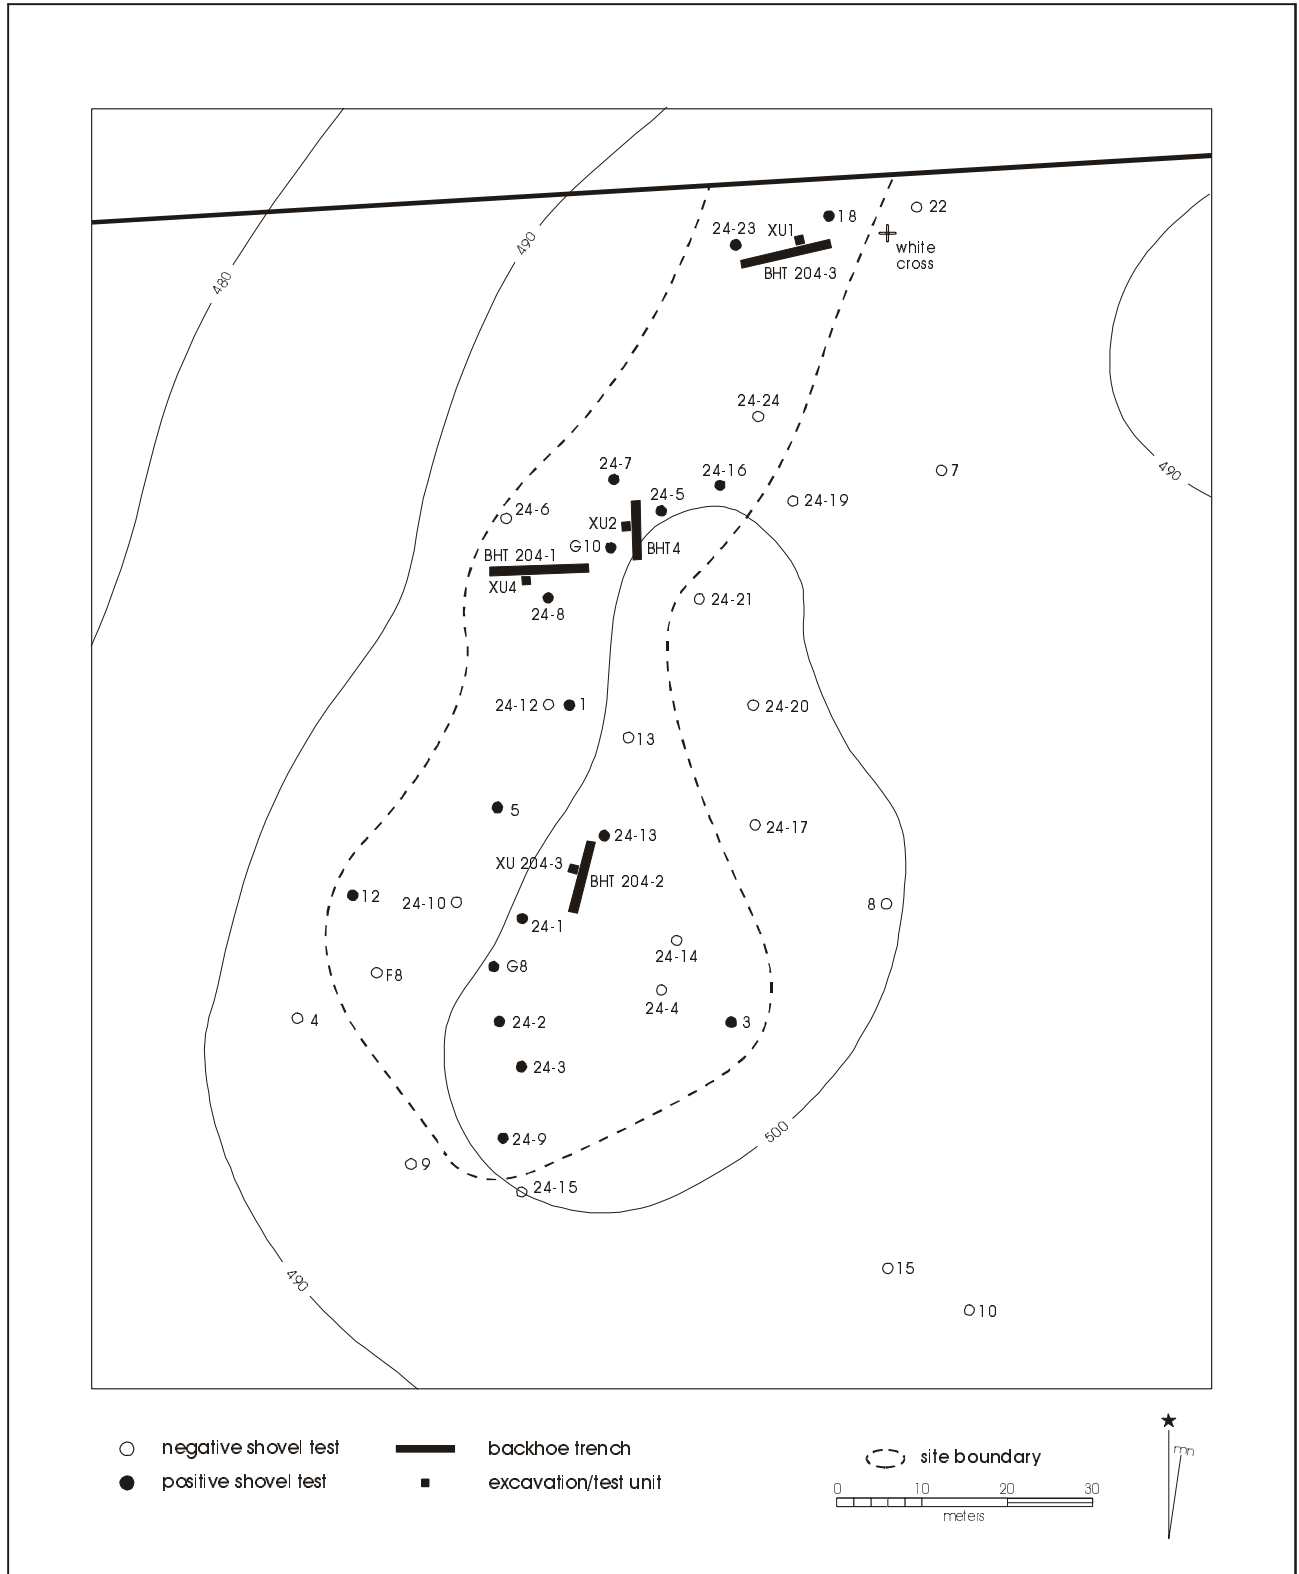 22
18
24-23
XU1
white
cross
BHT 204-3
490
480
24-24
24-7
24-16
7
490
24-5
24-19
24-6
XU2
G10
BHT4
BHT 204-1
XU4
24-8
24-21
24-12
1
24-20
13
5
24-13
24-17
XU 204-3
BHT 204-2
12
24-10
8
24-1
24-14
G8
F8
24-4
4
24-2
3
24-3
500
24-9
9
24-15
15
490
10
negative shovel test
backhoe trench
site boundary
mn
positive shovel test
excavation/test unit
0 10 20 30
meters